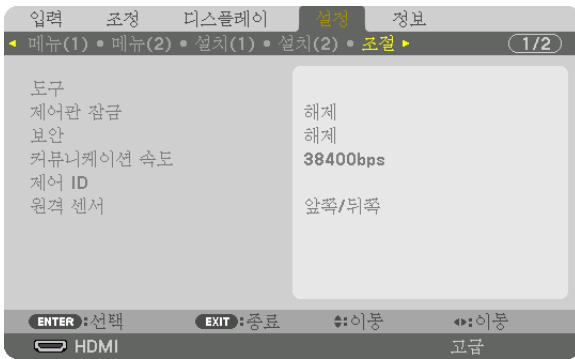 입력 조정 디스플레이 설정 정보
◂ 메뉴(1) • 메뉴(2) • 설치(1) • 설치(2) • 조절 ▸ 1/2
도구
제어판 잠금 해제
보안 해제
커뮤니케이션 속도 38400bps
제어 ID
원격 센서 앞쪽/뒤쪽
ENTER:선택 EXIT:종료 ♦:이동 ◂▸:이동
HDMI 고급